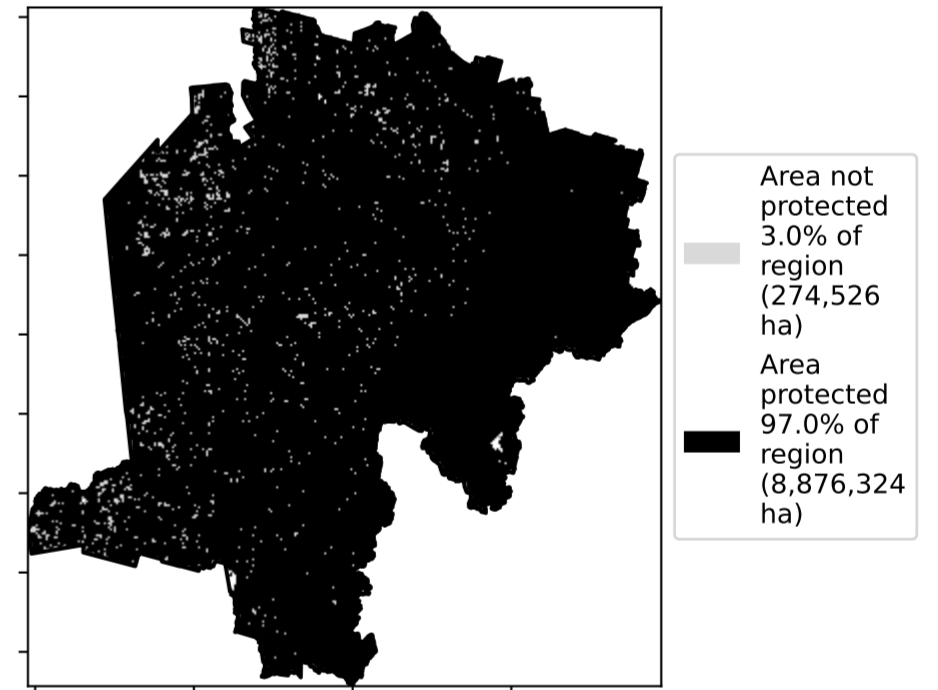 Area not
protected
3.0% of
region
(274,526
ha)
Area
protected
97.0% of
region
(8,876,324
ha)